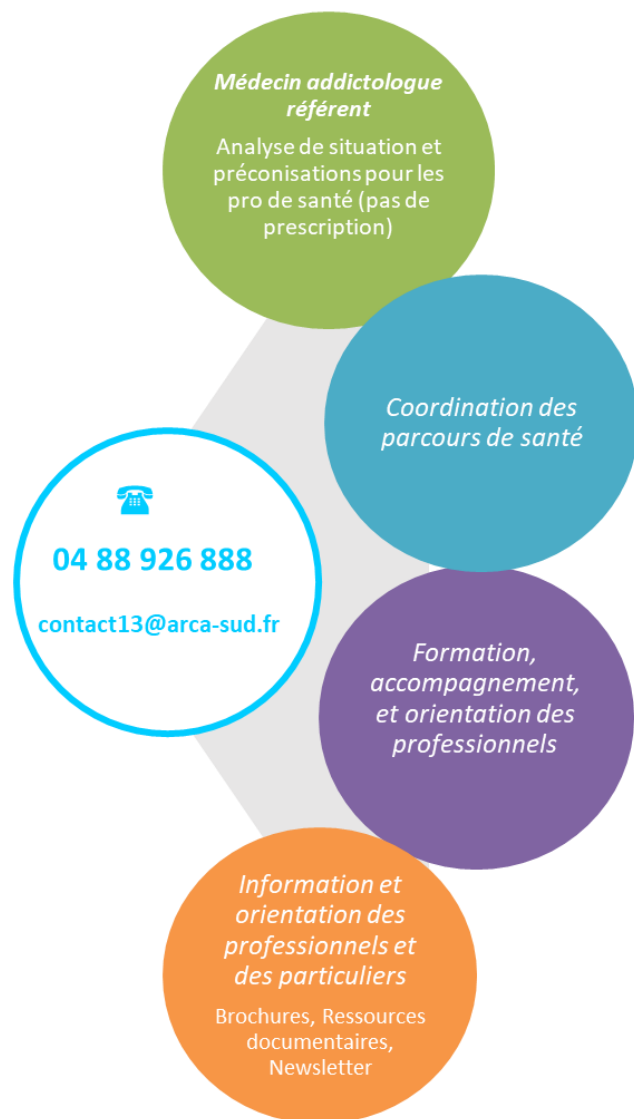 Médecin addictologue
référent
Analyse de situation et
préconisations pour les
pro de santé (pas de
prescription)
Coordination des
parcours de santé
☎
04 88 926 888
contact13@arca-sud.fr
Formation,
accompagnement,
et orientation des
professionnels
Information et
orientation des
professionnels et
des particuliers
Brochures, Ressources
documentaires,
Newsletter